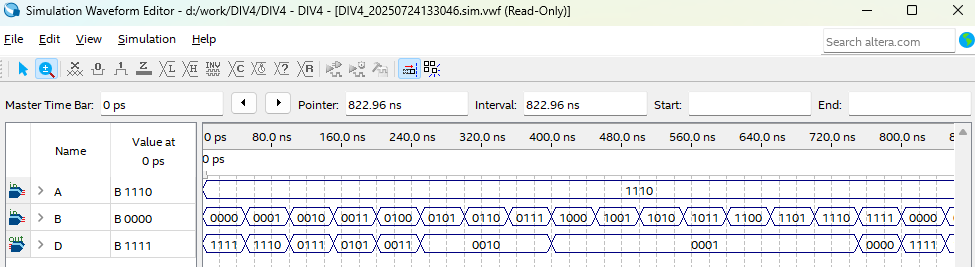 Simulation Waveform Editor - d:/work/DIV4/DIV4 - DIV4 - [DIV4_20250724133046.sim.vwf (Read-Only)]
File Edit View Simulation Help
Search altera.com
Master Time Bar: 0 ps Pointer: 822.96 ns Interval: 822.96 ns Start: End:
Name Value at 0 ps
0 ps 80.0 ns 160.0 ns 240.0 ns 320.0 ns 400.0 ns 480.0 ns 560.0 ns 640.0 ns 720.0 ns 800.0 ns
0 ps
in A B 1110 1110
in B B 0000 0000 0001 0010 0011 0100 0101 0110 0111 1000 1001 1010 1011 1100 1101 1110 1111 0000
out D B 1111 1111 1110 0111 0101 0011 0010 0001 0000 1111